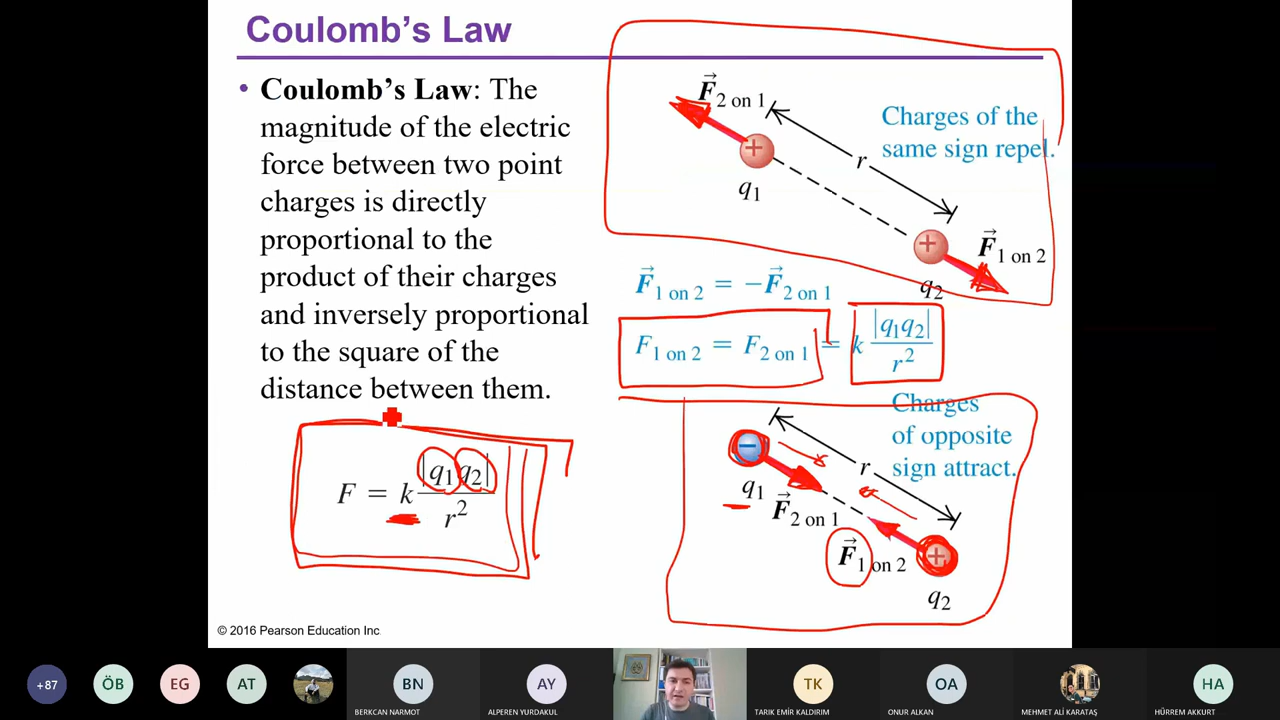 Coulomb's Law
• Coulomb's Law: The
magnitude of the electric
force between two point
charges is directly
proportional to the
product of their charges
and inversely proportional
to the square of the
distance between them.
F = k |q₁q₂| / r²
F⃗ 2 on 1
r
Charges of the
same sign repel.
+
q₁
+
F⃗ 1 on 2
q₂
F⃗ 1 on 2 = −F⃗ 2 on 1
F 1 on 2 = F 2 on 1 = k |q₁q₂| / r²
Charges
of opposite
sign attract.
−
r
q₁
F⃗ 2 on 1
F⃗ 1 on 2
+
q₂
© 2016 Pearson Education Inc
+87
ÖB
EG
AT
BN
BERKCAN NARMOT
AY
ALPEREN YURDAKUL
TK
TARIK EMİR KALDIRIM
OA
ONUR ALKAN
MEHMET ALİ KARATAŞ
HA
HÜRREM AKKURT